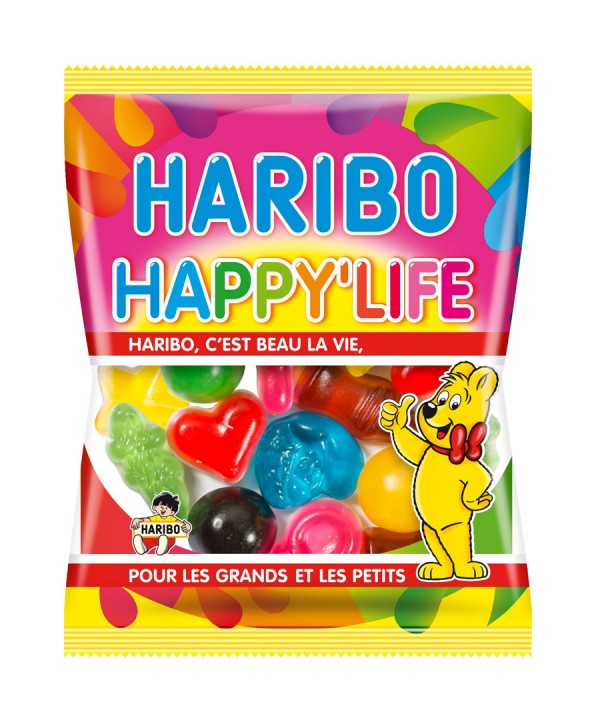 HARIBO
HAPPY'LIFE
HARIBO, C'EST BEAU LA VIE,
HARIBO
POUR LES GRANDS ET LES PETITS